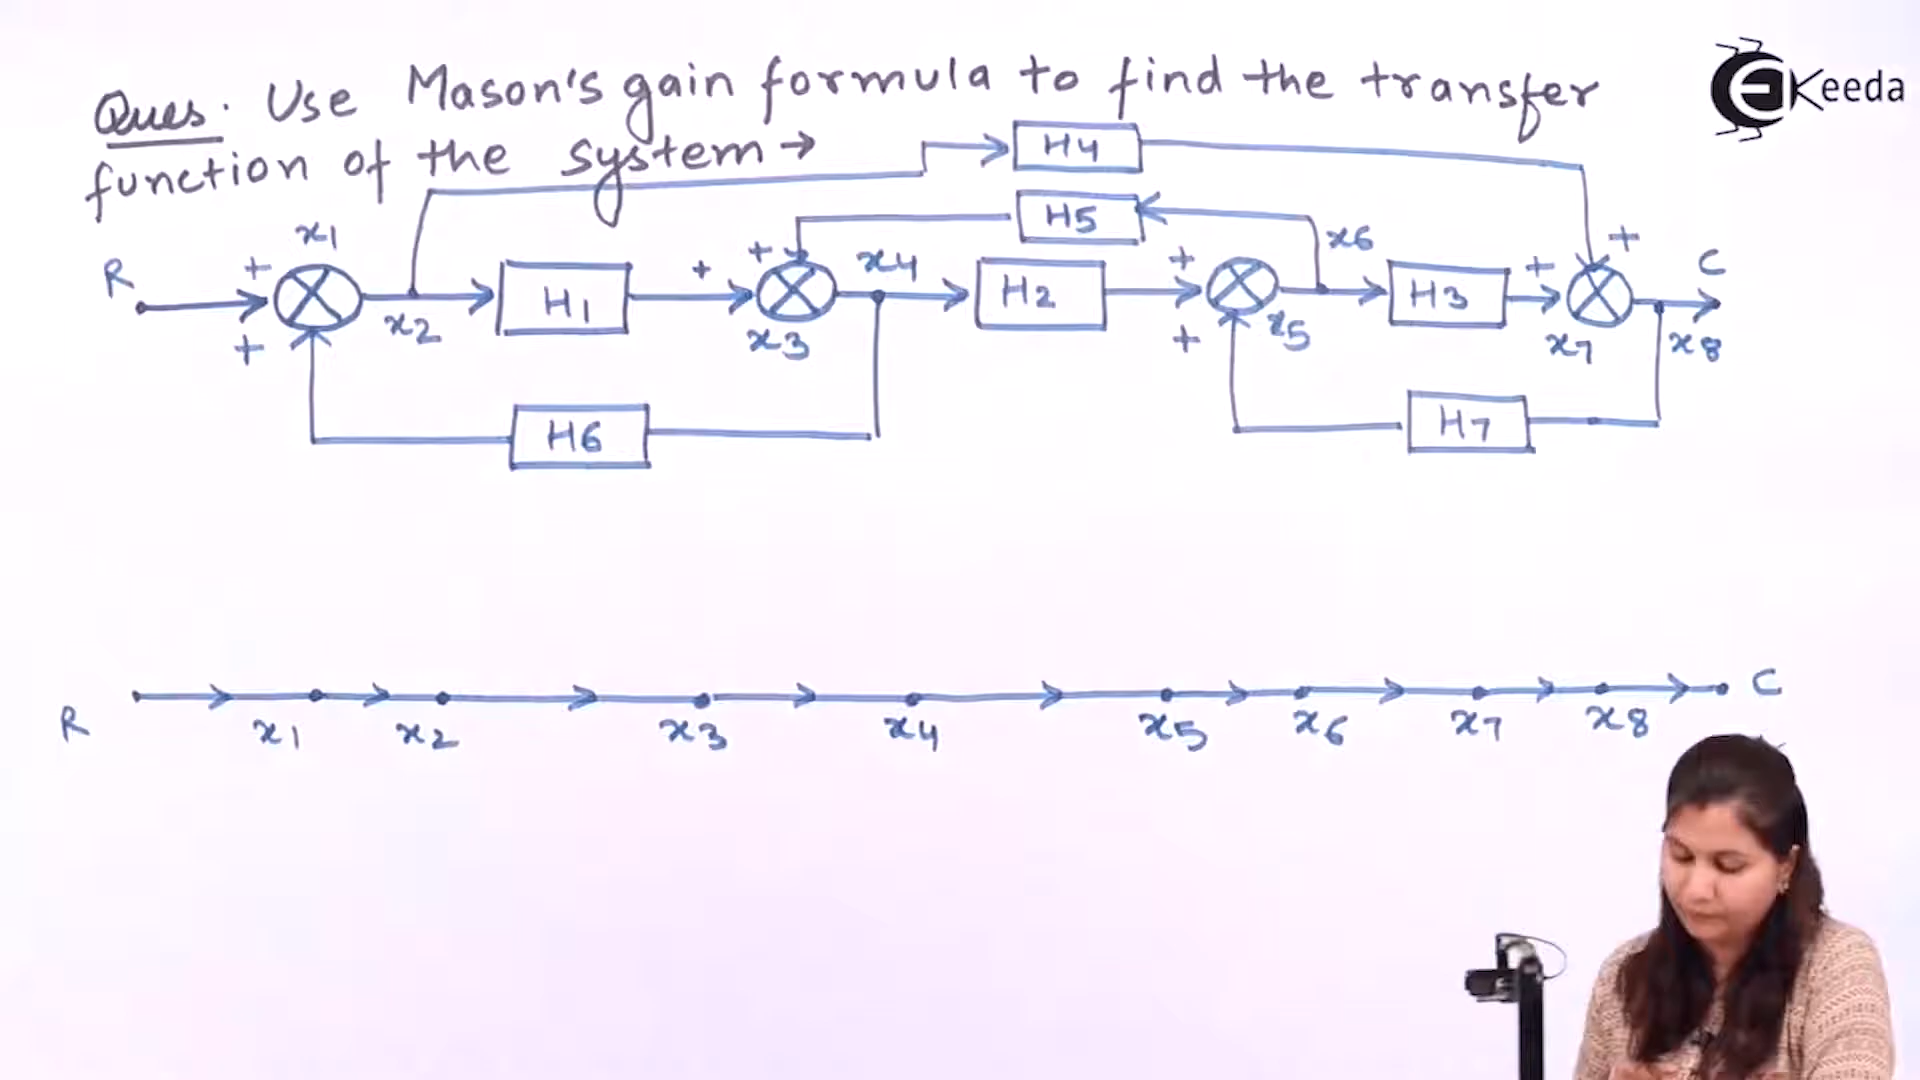 Ques. Use Mason's gain formula to find the transfer
function of the system →
EKeeda
H4
H5
x1
x4
x6
C
R
+
+
x2
H1
+
+
x3
H2
+
+
x5
H3
+
+
x7
x8
H6
H7
R
x1
x2
x3
x4
x5
x6
x7
x8
C